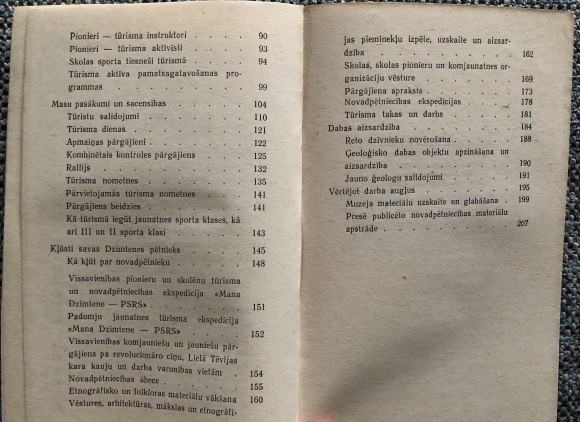 Pionieri — tūrisma instruktori . . . . 90
Pionieri — tūrisma aktīvisti . . . . 93
Skolas sporta tiesneši tūrismā . . . . 94
Tūrisma aktīva pamatsagatavošanas pro-
grammas . . . . . . . . 99
Masu pasākumi un sacensības . . . . 104
Tūristu salidojumi . . . . . . 110
Tūrisma dienas . . . . . . . 121
Apmaiņas pārgājieni . . . . . . 122
Kombinētais kontroles pārgājiens . . . 125
Rallijs . . . . . . . . 132
Tūrisma nometnes . . . . . . 135
Pārvietojamās tūrisma nometnes . . . 141
Pārgājiens beidzies . . . . . . 141
Kā tūrismā iegūt jaunatnes sporta klases, kā
arī III un II sporta klasi . . . . . 143
Kļūsti savas Dzimtenes pētnieks . . . . 145
Kā kļūt par novadpētnieku . . . . . 148
Vissavienības pionieru un skolēnu tūrisma
un novadpētniecības ekspedīcija «Mana
Dzimtene — PSRS» . . . . . . 151
Padomju jaunatnes tūrisma ekspedīcija
«Mana Dzimtene — PSRS» . . . . . 152
Vissavienības komjauniešu un jauniešu pār-
gājiens pa revolucionāro cīņu, Lielā Tēvijas
kara kauju un darba varonības vietām . . 154
Novadpētniecības ābece . . . . . . 155
Etnogrāfisko un folkloras materiālu vākšana 160
Vēstures, arhitektūras, mākslas un etnogrāfi-
jas pieminekļu izpēte, uzskaite un aizsar-
dzība . . . . . . . . 162
Skolas, skolas pionieru un komjaunatnes or-
ganizāciju vēsture . . . . . . 169
Pārgājiena apraksts . . . . . . 173
Novadpētniecības ekspedīcijas . . . . 178
Tūrisma takas un darbs . . . . . 181
Dabas aizsardzība . . . . . . . 184
Reto dzīvnieku novērošana . . . . . 188
Ģeoloģisko dabas objektu apzināšana un
aizsardzība . . . . . . . 190
Jauno ģeologu salidojumi . . . . . 191
Vērtējot darba augļus . . . . . . 195
Muzeja materiālu uzskaite un glabāšana . . 199
Presē publicēto novadpētniecības materiālu
apstrāde . . . . . . . . 207